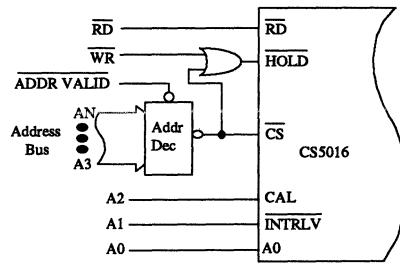 RD
RD
WR
HOLD
ADDR VALID
AN
Address
Bus
A3
Addr
Dec
CS
CS5016
A2
CAL
A1
INTRLV
A0
A0